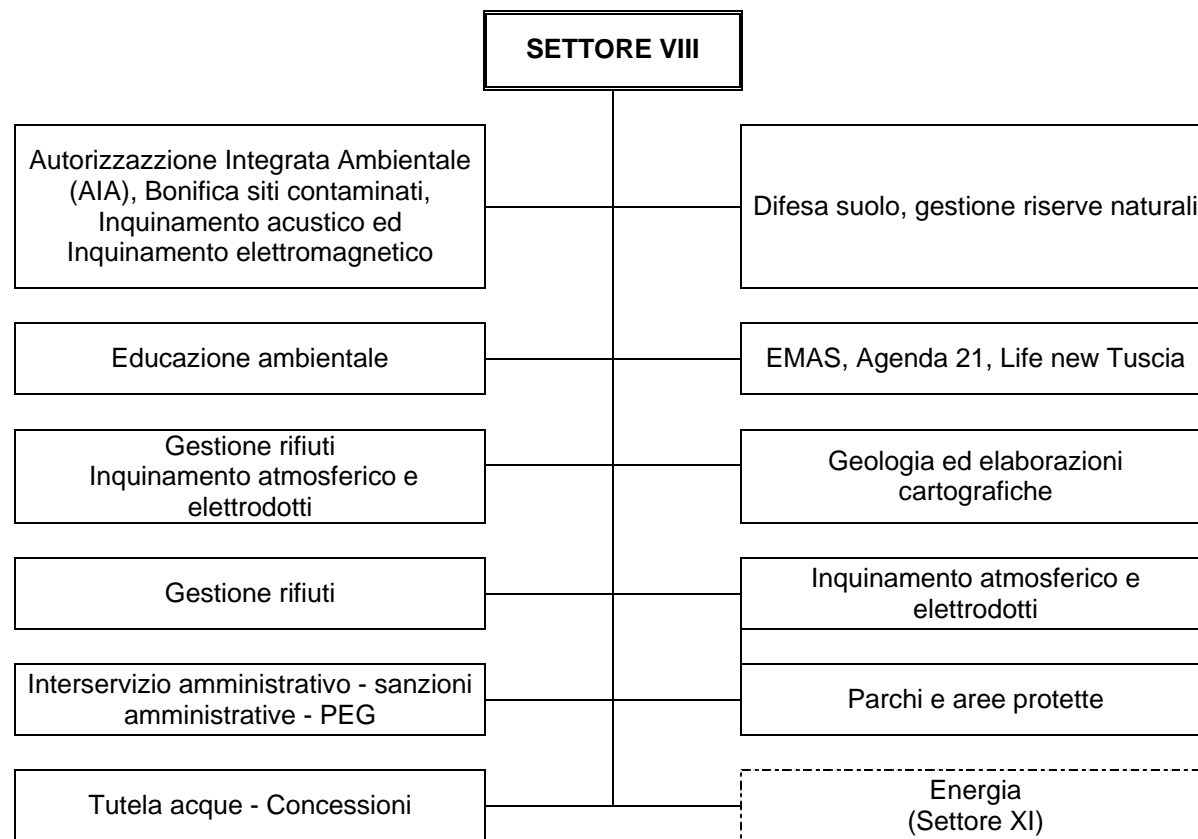 SETTORE VIII
Autorizzazzione Integrata Ambientale
(AIA), Bonifica siti contaminati,
Inquinamento acustico ed
Inquinamento elettromagnetico
Difesa suolo, gestione riserve naturali
Educazione ambientale
EMAS, Agenda 21, Life new Tuscia
Gestione rifiuti
Inquinamento atmosferico e
elettrodotti
Geologia ed elaborazioni
cartografiche
Gestione rifiuti
Inquinamento atmosferico e
elettrodotti
Interservizio amministrativo - sanzioni
amministrative - PEG
Parchi e aree protette
Tutela acque - Concessioni
Energia
(Settore XI)